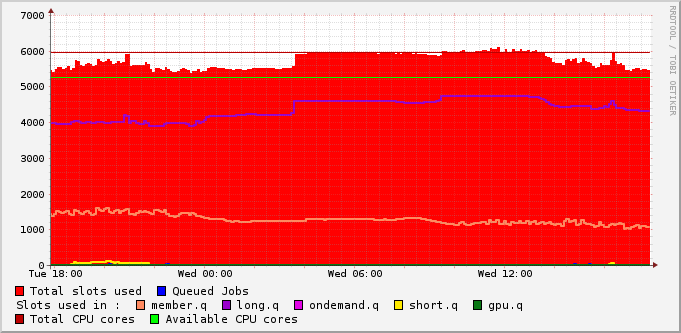 7000
6000
5000
4000
3000
2000
1000
0
Tue 18:00 Wed 00:00 Wed 06:00 Wed 12:00
Total slots used Queued Jobs
Slots used in : member.q long.q ondemand.q short.q gpu.q
Total CPU cores Available CPU cores
RRDTOOL / TOBI OETIKER